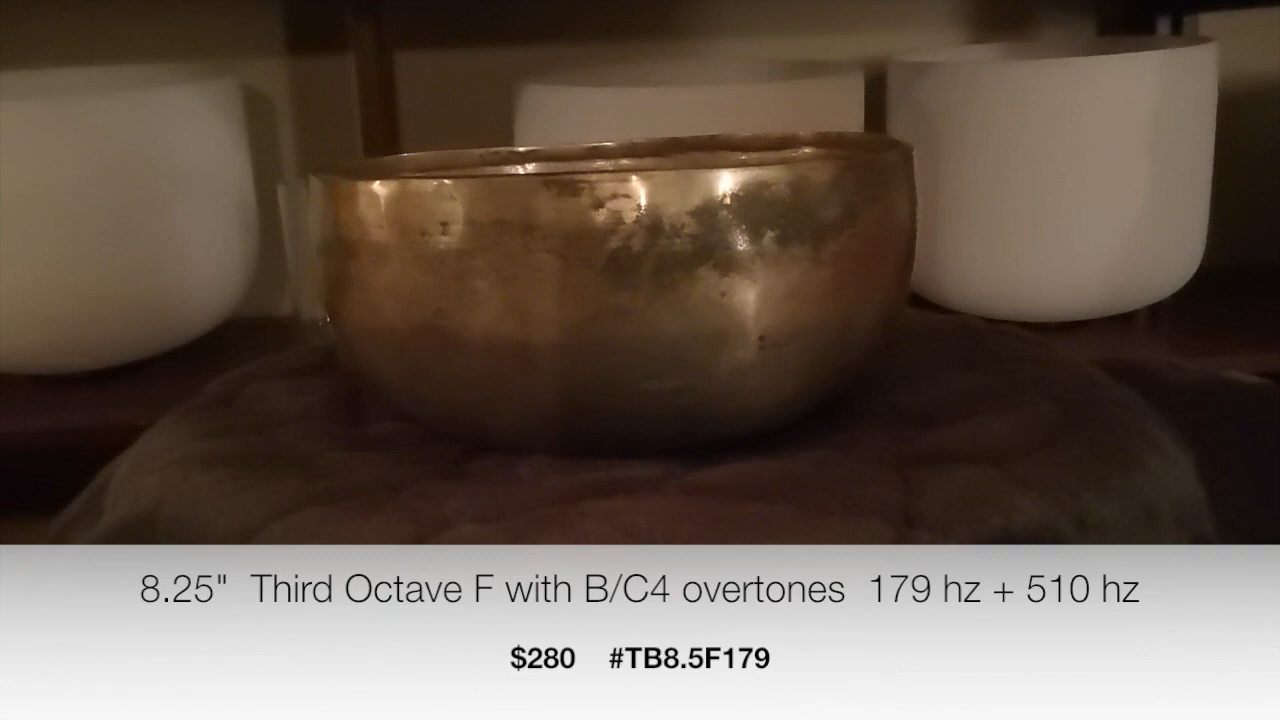 8.25" Third Octave F with B/C4 overtones 179 hz + 510 hz
$280 #TB8.5F179